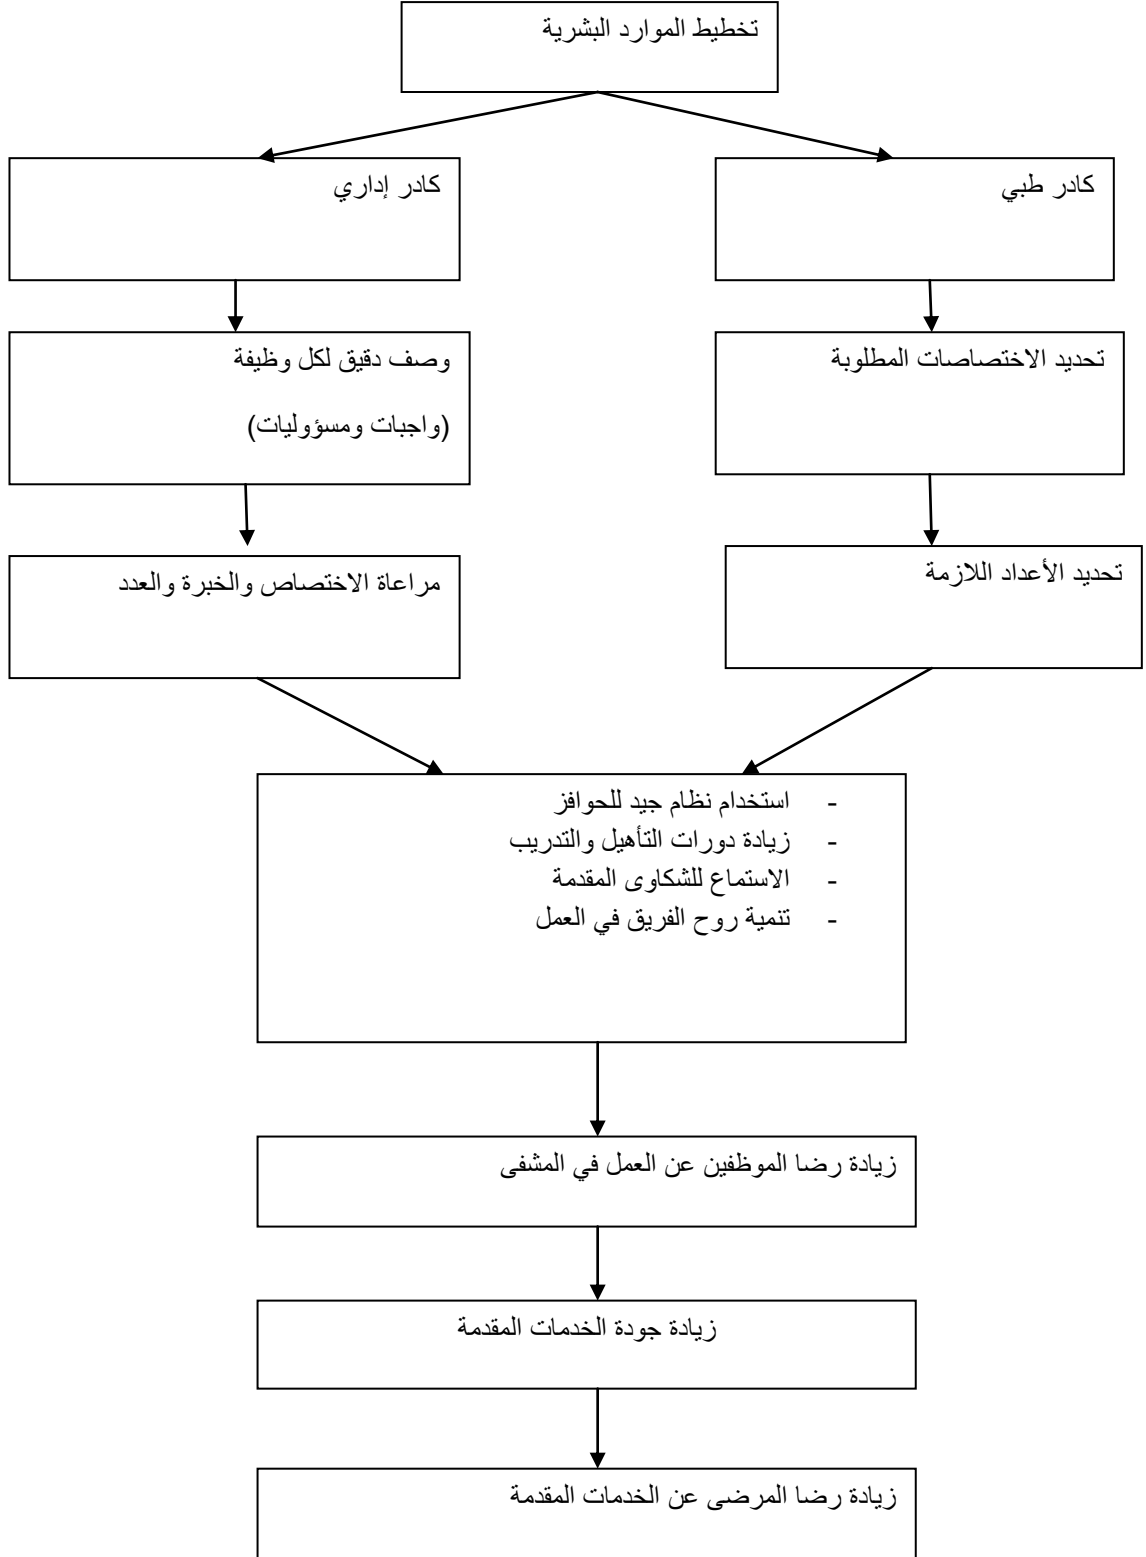 تخطيط الموارد البشرية
كادر طبي
كادر إداري
تحديد الاختصاصات المطلوبة
وصف دقيق لكل وظيفة
(واجبات ومسؤوليات)
تحديد الأعداد اللازمة
مراعاة الاختصاص والخبرة والعدد
- استخدام نظام جيد للحوافز
- زيادة دورات التأهيل والتدريب
- الاستماع للشكاوى المقدمة
- تنمية روح الفريق في العمل
زيادة رضا الموظفين عن العمل في المشفى
زيادة جودة الخدمات المقدمة
زيادة رضا المرضى عن الخدمات المقدمة